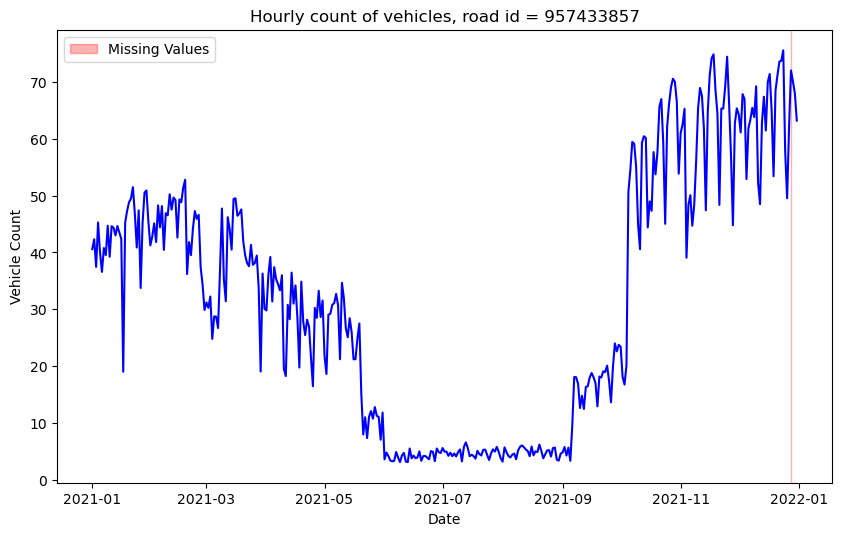 Hourly count of vehicles, road id = 957433857
Missing Values
Vehicle Count
70
60
50
40
30
20
10
0
2021-01 2021-03 2021-05 2021-07 2021-09 2021-11 2022-01
Date